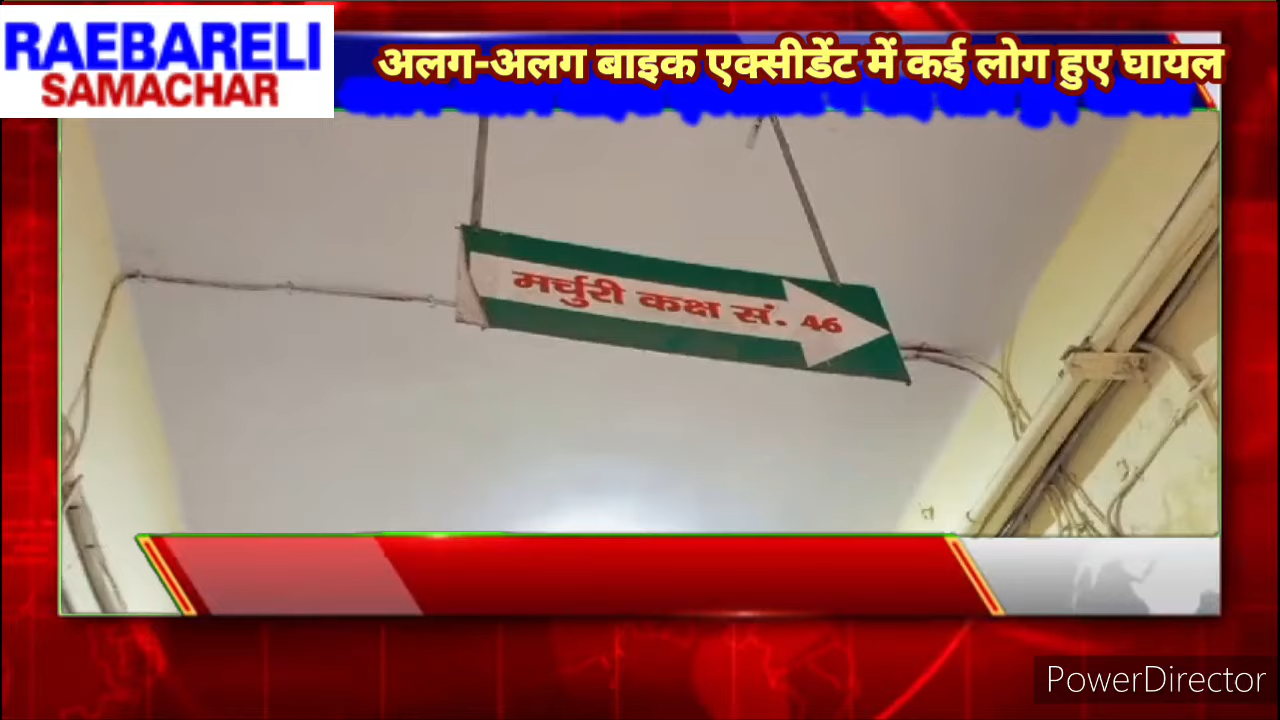 RAEBARELI
SAMACHAR
अलग-अलग बाइक एक्सीडेंट में कई लोग हुए घायल
मर्चुरी कक्ष सं. 46
PowerDirector